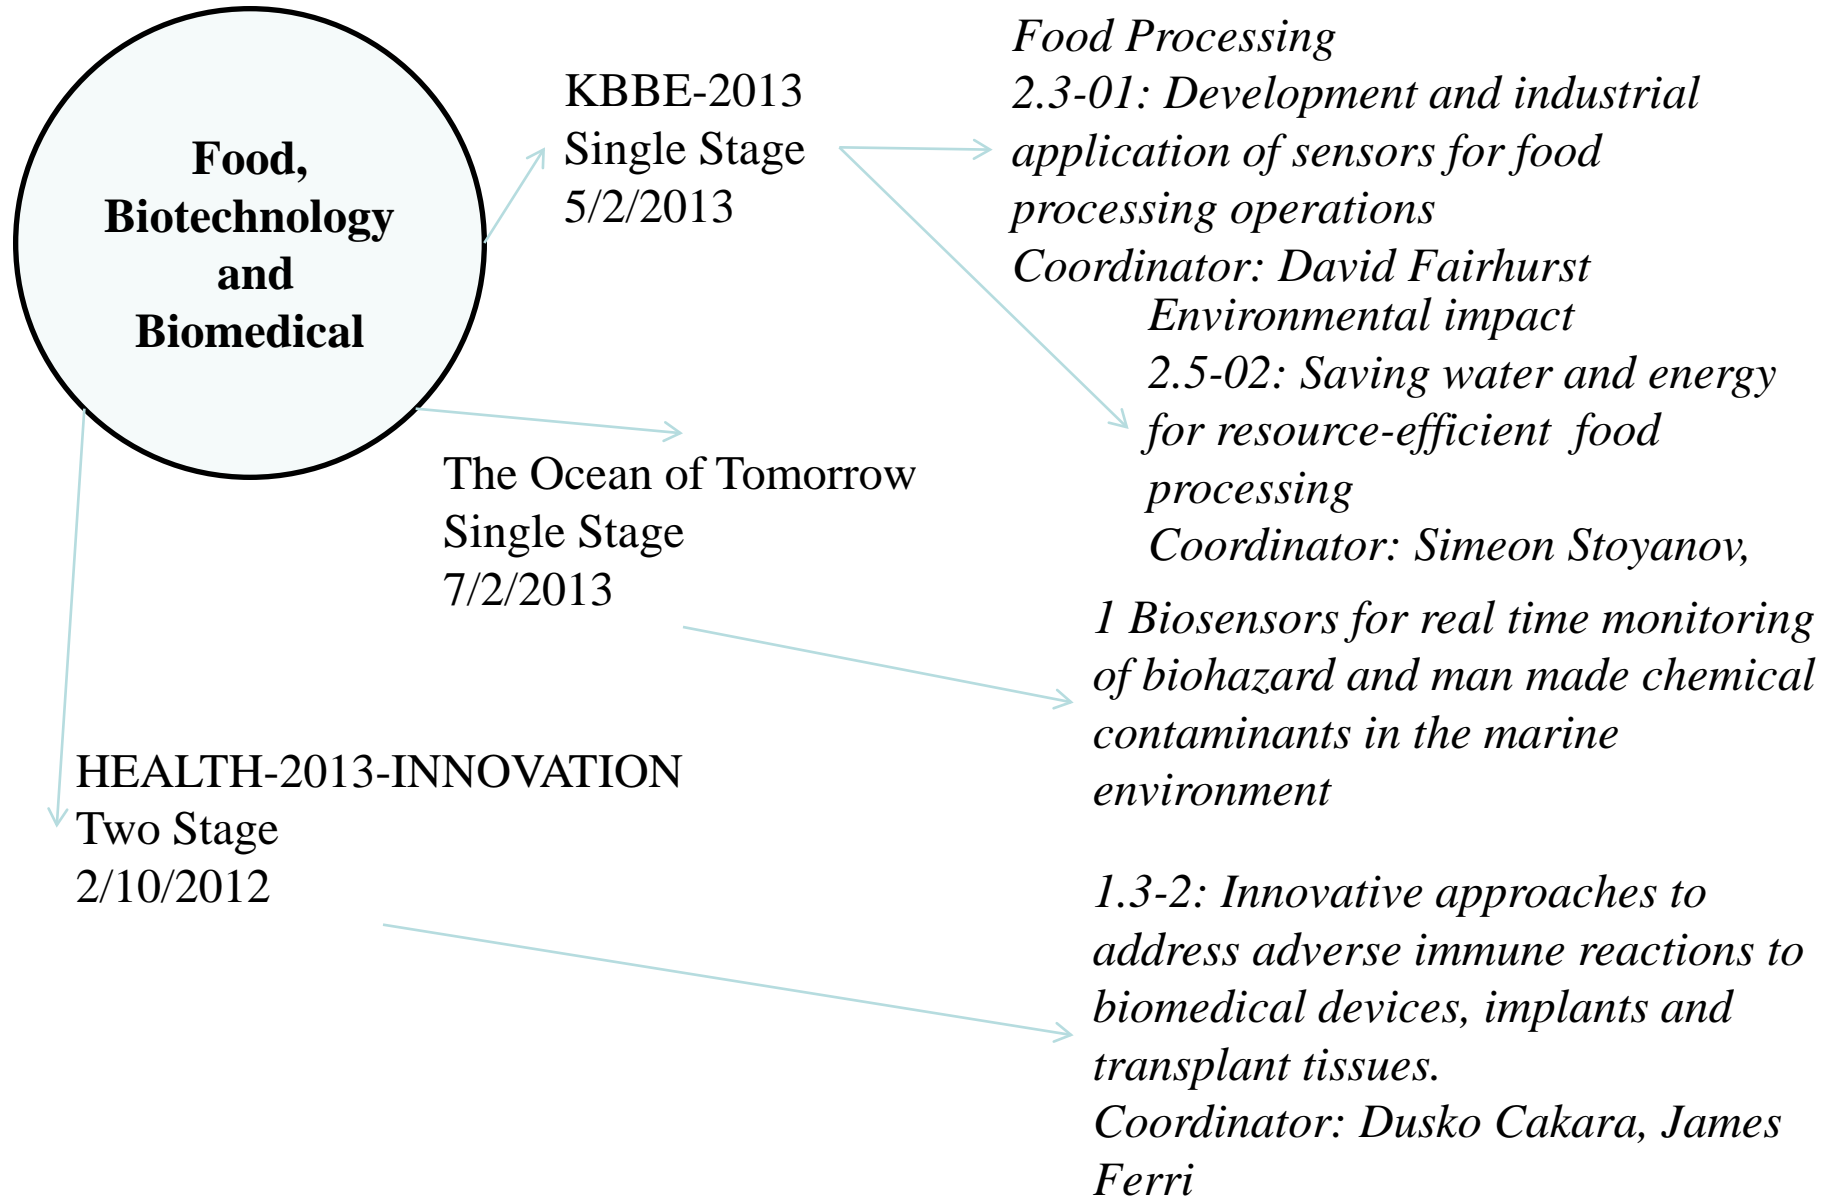 Food,
Biotechnology
and
Biomedical
KBBE-2013
Single Stage
5/2/2013
Food Processing
2.3-01: Development and industrial
application of sensors for food
processing operations
Coordinator: David Fairhurst
Environmental impact
2.5-02: Saving water and energy
for resource-efficient  food
processing
Coordinator: Simeon Stoyanov,
The Ocean of Tomorrow
Single Stage
7/2/2013
1 Biosensors for real time monitoring
of biohazard and man made chemical
contaminants in the marine
environment
HEALTH-2013-INNOVATION
Two Stage
2/10/2012
1.3-2: Innovative approaches to
address adverse immune reactions to
biomedical devices, implants and
transplant tissues.
Coordinator: Dusko Cakara, James
Ferri